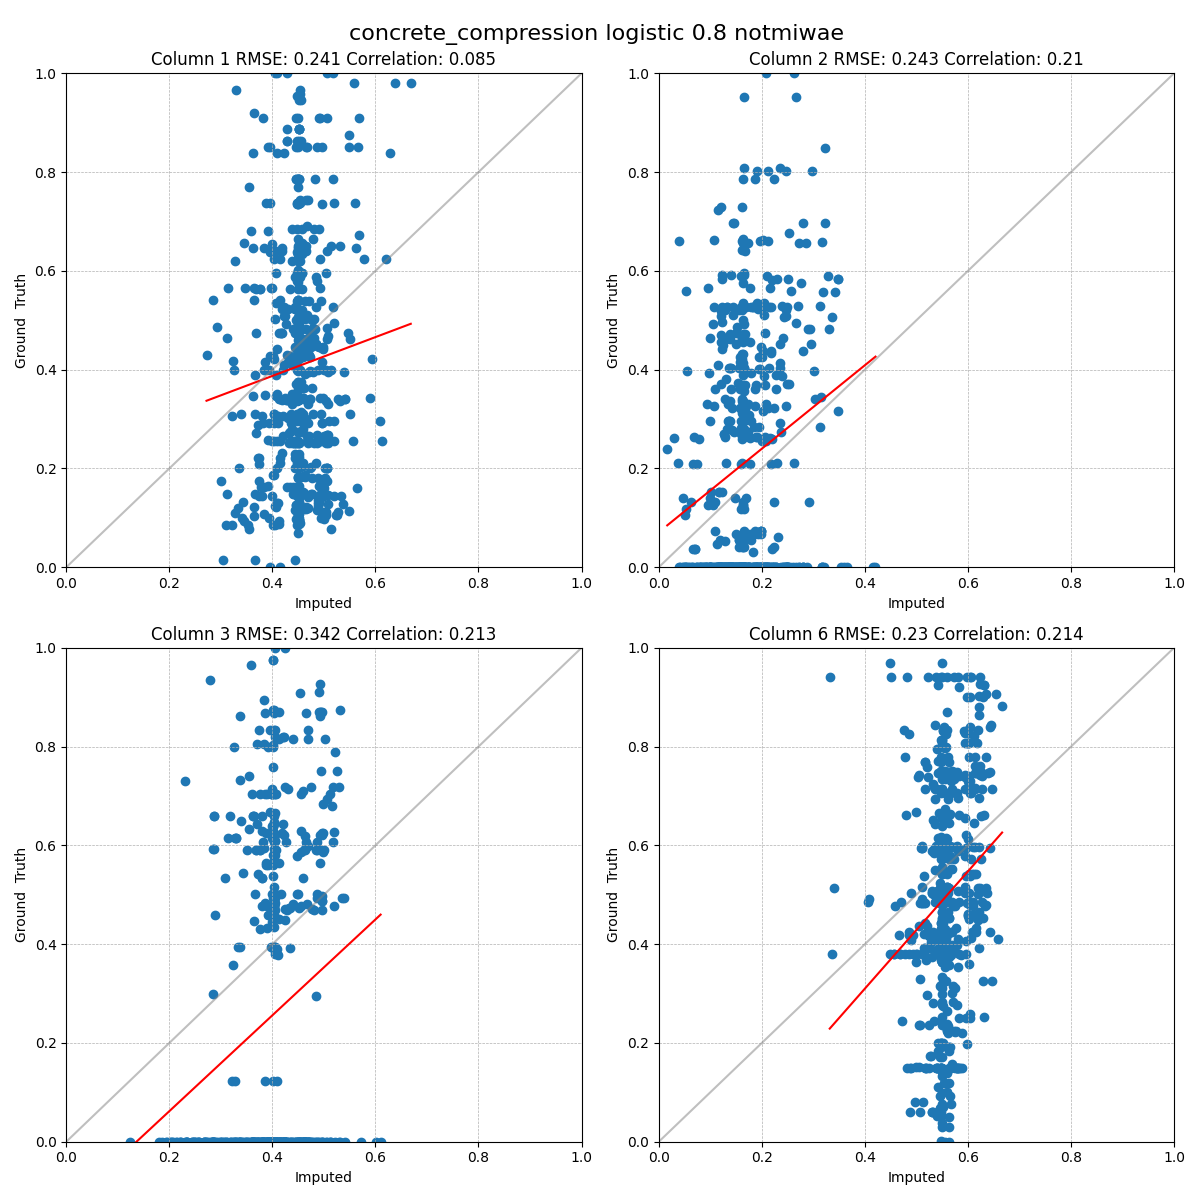 concrete_compression logistic 0.8 notmiwae
Column 1 RMSE: 0.241 Correlation: 0.085
Column 2 RMSE: 0.243 Correlation: 0.21
1.0
0.8
0.6
0.4
0.2
0.0
Ground Truth
0.0 0.2 0.4 0.6 0.8 1.0
Imputed
1.0
0.8
0.6
0.4
0.2
0.0
Ground Truth
0.0 0.2 0.4 0.6 0.8 1.0
Imputed
Column 3 RMSE: 0.342 Correlation: 0.213
Column 6 RMSE: 0.23 Correlation: 0.214
1.0
0.8
0.6
0.4
0.2
0.0
Ground Truth
0.0 0.2 0.4 0.6 0.8 1.0
Imputed
1.0
0.8
0.6
0.4
0.2
0.0
Ground Truth
0.0 0.2 0.4 0.6 0.8 1.0
Imputed